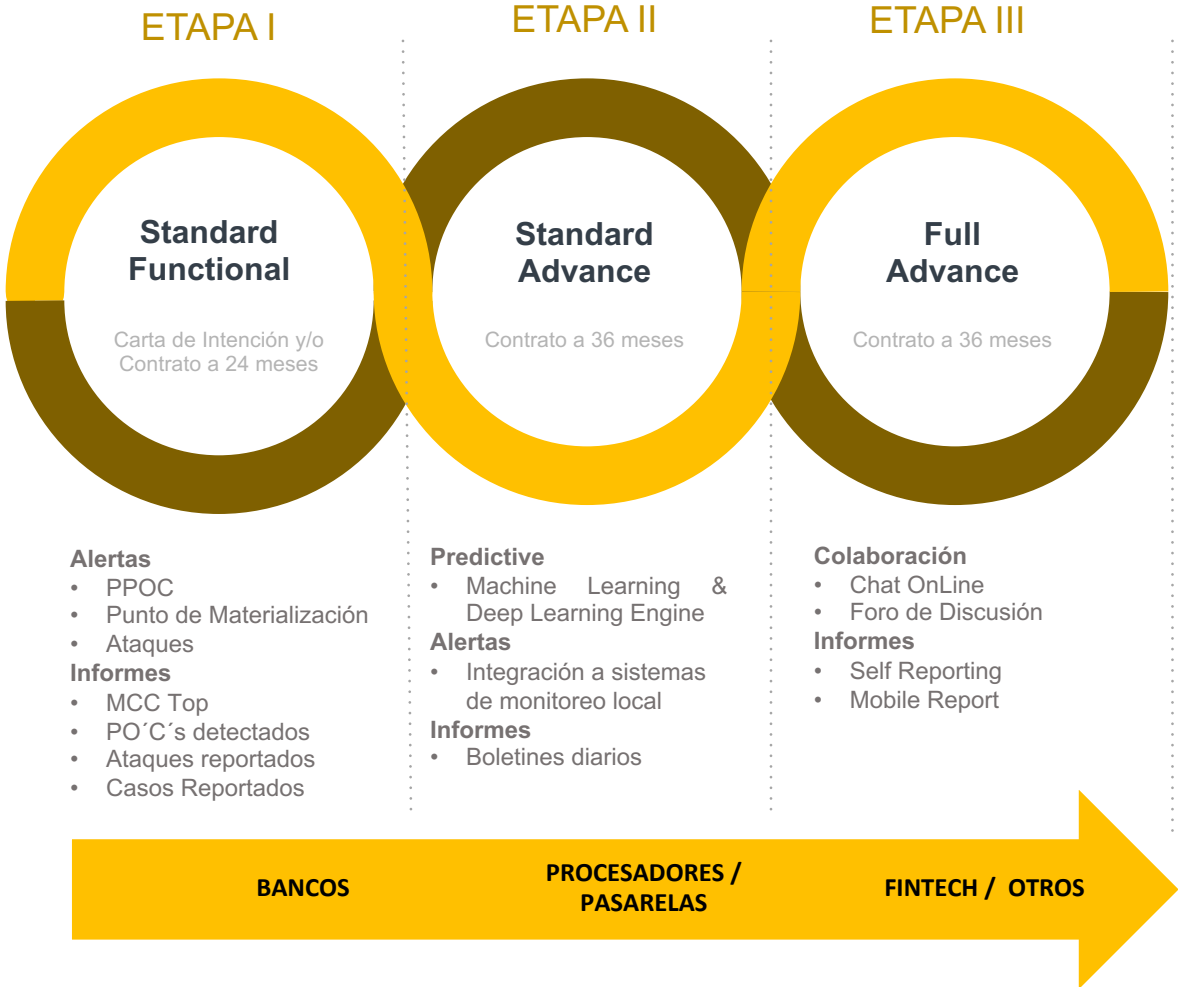 ETAPA I
ETAPA II
ETAPA III
Standard
Functional
Carta de Intención y/o
Contrato a 24 meses
Standard
Advance
Contrato a 36 meses
Full
Advance
Contrato a 36 meses
Alertas
• PPOC
• Punto de Materialización
• Ataques
Informes
• MCC Top
• PO´C´s detectados
• Ataques reportados
• Casos Reportados
Predictive
• Machine Learning &
Deep Learning Engine
Alertas
• Integración a sistemas
de monitoreo local
Informes
• Boletines diarios
Colaboración
• Chat OnLine
• Foro de Discusión
Informes
• Self Reporting
• Mobile Report
BANCOS
PROCESADORES /
PASARELAS
FINTECH / OTROS